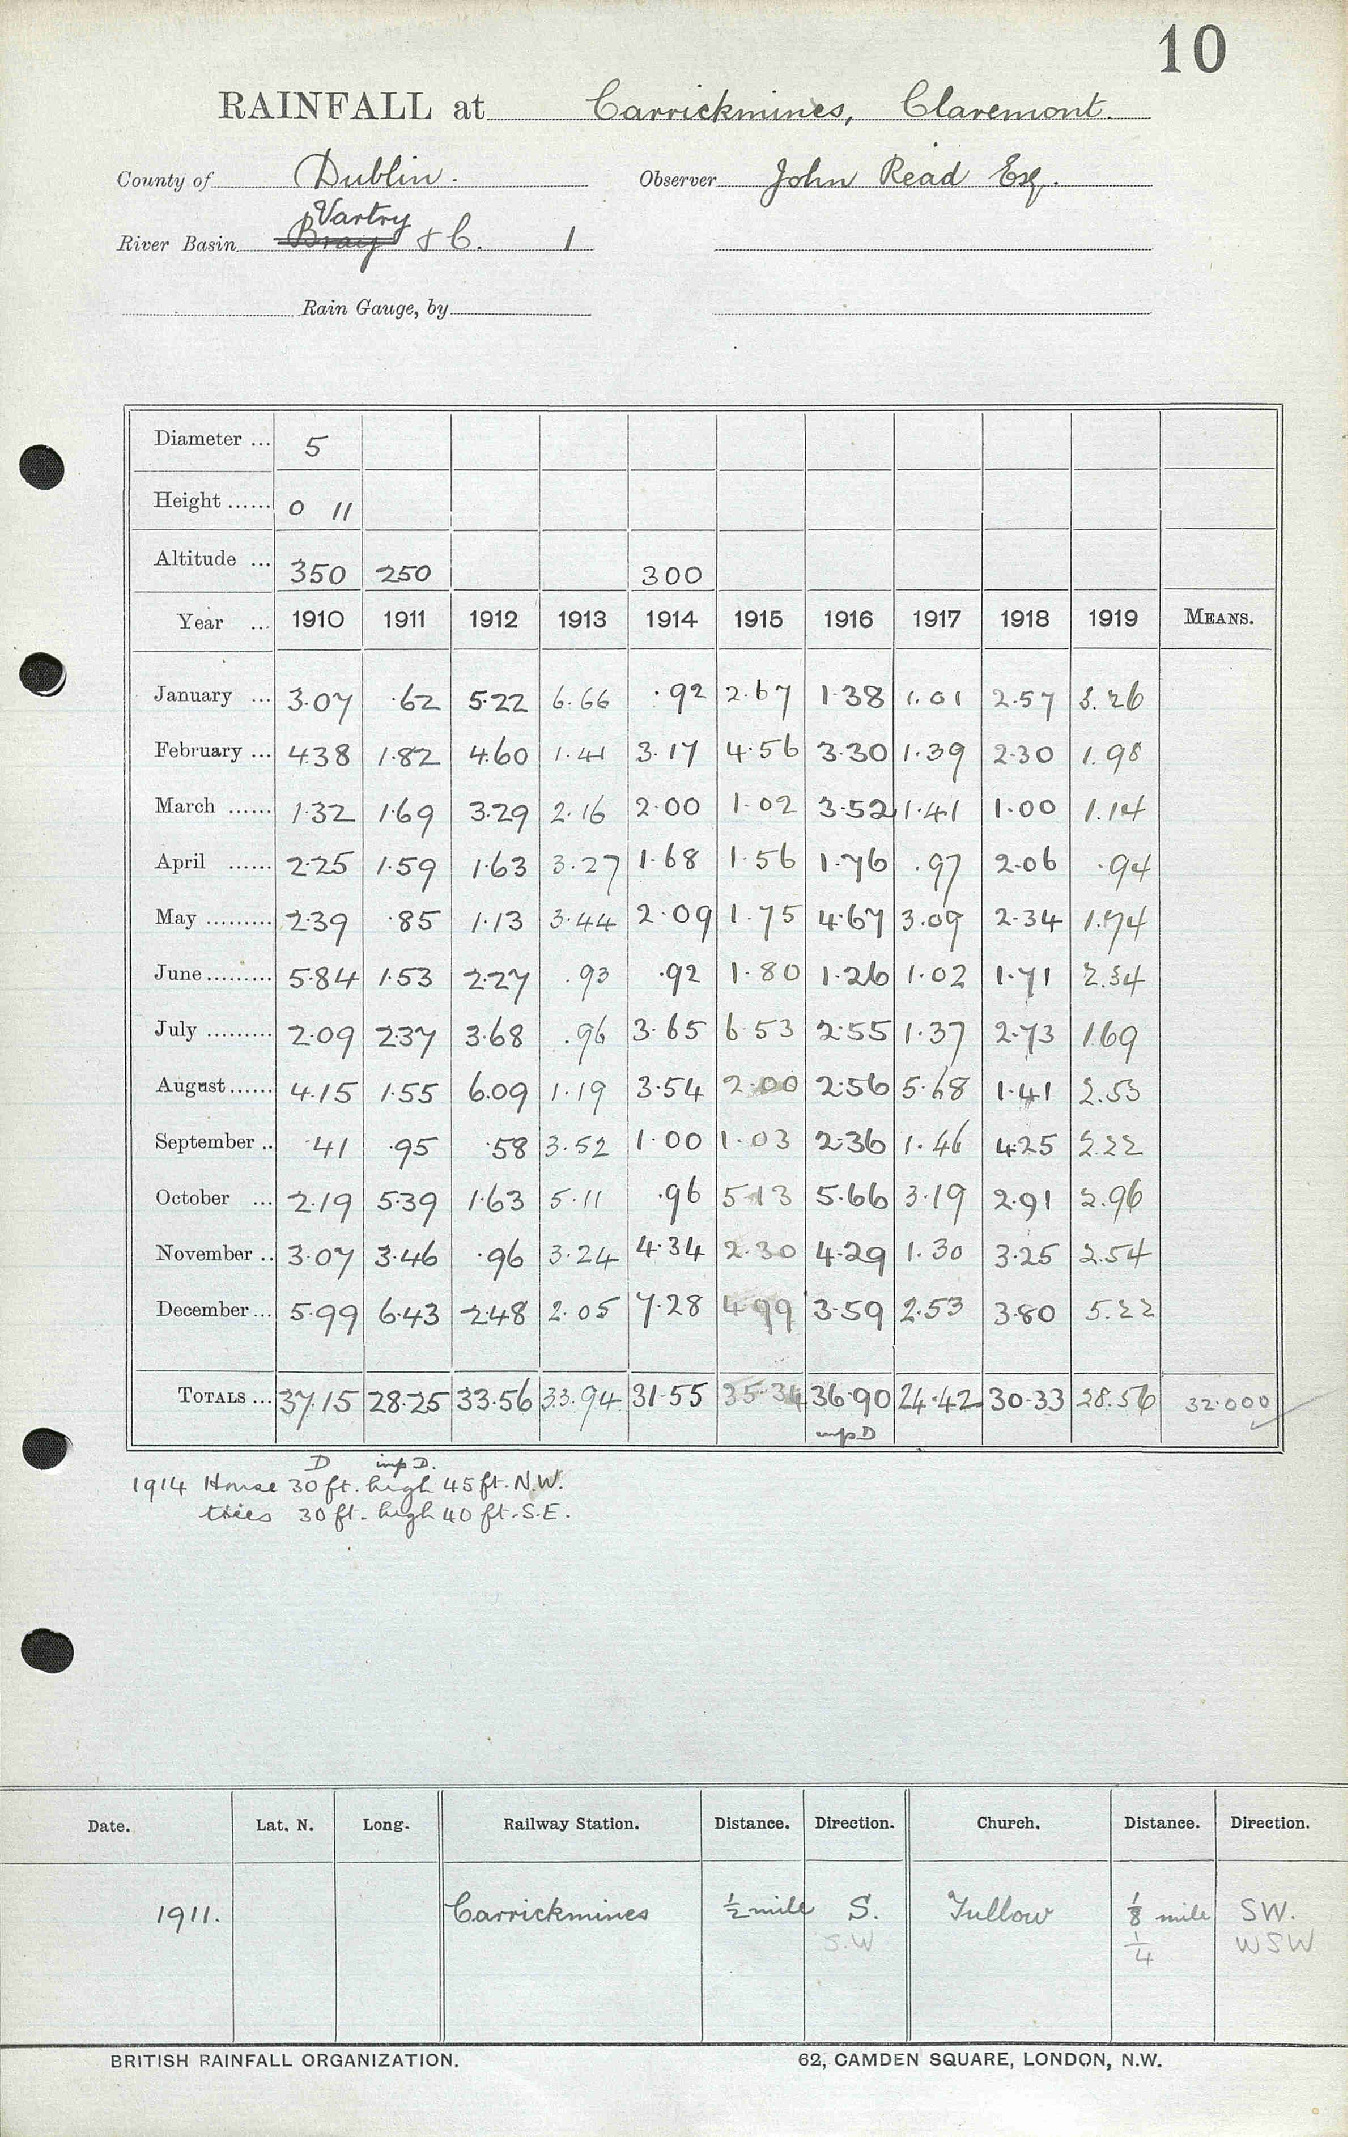 10
RAINFALL at Carrickmines, Claremont.
County of Dublin. Observer John Read Esq.
Vartry
River Basin Bray & C. 1
Rain Gauge, by
Diameter ... 5
Height ...... 0 11
Altitude ... 350 250 300
Year ... 1910 1911 1912 1913 1914 1915 1916 1917 1918 1919 MEANS.
January ... 3.07 .62 5.22 6.66 .92 2.67 1.38 1.01 2.57 3.26
February ... 4.38 1.82 4.60 1.41 3.17 4.56 3.30 1.39 2.30 1.98
March ...... 1.32 1.69 3.29 2.16 2.00 1.02 3.52 1.41 1.00 1.14
April ...... 2.25 1.59 1.63 3.27 1.68 1.56 1.76 .97 2.06 .94
May ......... 2.39 .85 1.13 3.44 2.09 1.75 4.67 3.09 2.34 1.74
June ......... 5.84 1.53 2.27 .93 .92 1.80 1.26 1.02 1.71 2.34
July ......... 2.09 2.37 3.68 .96 3.65 6.53 2.55 1.37 2.73 1.69
August ...... 4.15 1.55 6.09 1.19 3.54 2.00 2.56 5.68 1.41 2.53
September .. .41 .95 .58 3.52 1.00 1.03 2.36 1.46 4.25 2.22
October ... 2.19 5.39 1.63 5.11 .96 5.13 5.66 3.19 2.91 2.96
November .. 3.07 3.46 .96 3.24 4.34 2.30 4.29 1.30 3.25 2.54
December ... 5.99 6.43 2.48 2.05 7.28 4.99 3.59 2.53 3.80 5.22
TOTALS ... 37.15 28.25 33.56 33.94 31.55 35.34 36.90 24.42 30.33 28.56 32.000
imp D
D imp D.
1914 House 30 ft. high 45 ft. N.W.
trees 30 ft. high 40 ft. S.E.
Date. Lat. N. Long. Railway Station. Distance. Direction. Church. Distance. Direction.
1911. Carrickmines ½ mile S. Tullow ⅛ mile SW.
S.W ¼ WSW
BRITISH RAINFALL ORGANIZATION. 62, CAMDEN SQUARE, LONDON, N.W.